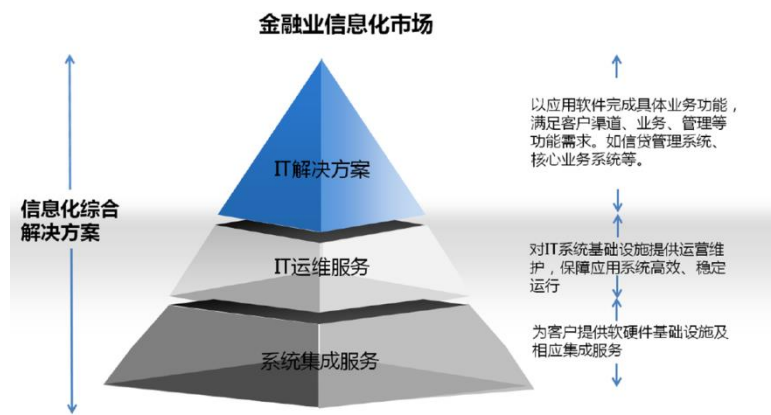 金融业信息化市场
以应用软件完成具体业务功能，
满足客户渠道、业务、管理等
功能需求。如信贷管理系统、
核心业务系统等。
IT解决方案
信息化综合
解决方案
对IT系统基础设施提供运营维
护，保障应用系统高效、稳定
运行
IT运维服务
为客户提供软硬件基础设施及
相应集成服务
系统集成服务